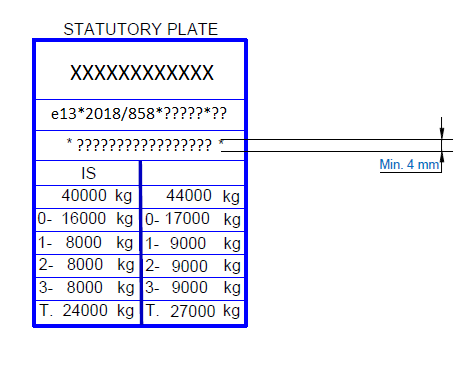 STATUTORY PLATE
XXXXXXXXXXXX
e13*2018/858*?????*??
* ????????????????? *
Min. 4 mm
IS
40000 kg 44000 kg
0- 16000 kg 0- 17000 kg
1- 8000 kg 1- 9000 kg
2- 8000 kg 2- 9000 kg
3- 8000 kg 3- 9000 kg
T. 24000 kg T. 27000 kg